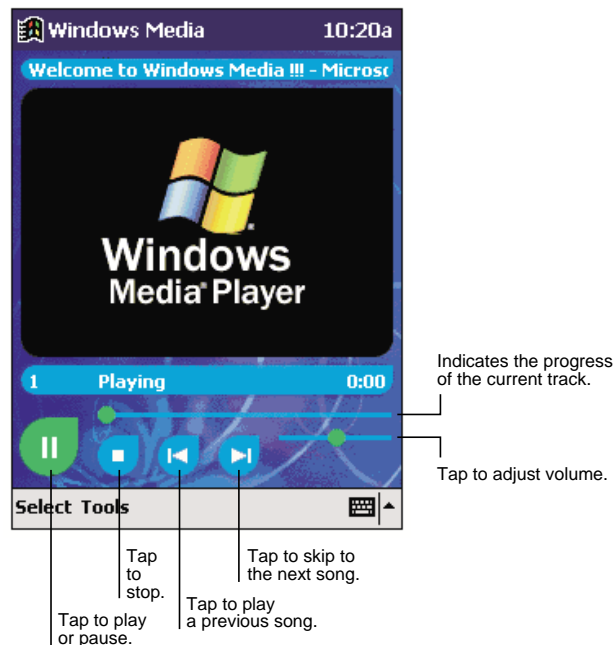 Windows Media 10:20a
Welcome to Windows Media !!! - Microsc
Windows
Media Player
1 Playing 0:00
Indicates the progress
of the current track.
Tap to adjust volume.
Select Tools
Tap
to
stop.
Tap to skip to
the next song.
Tap to play
a previous song.
Tap to play
or pause.